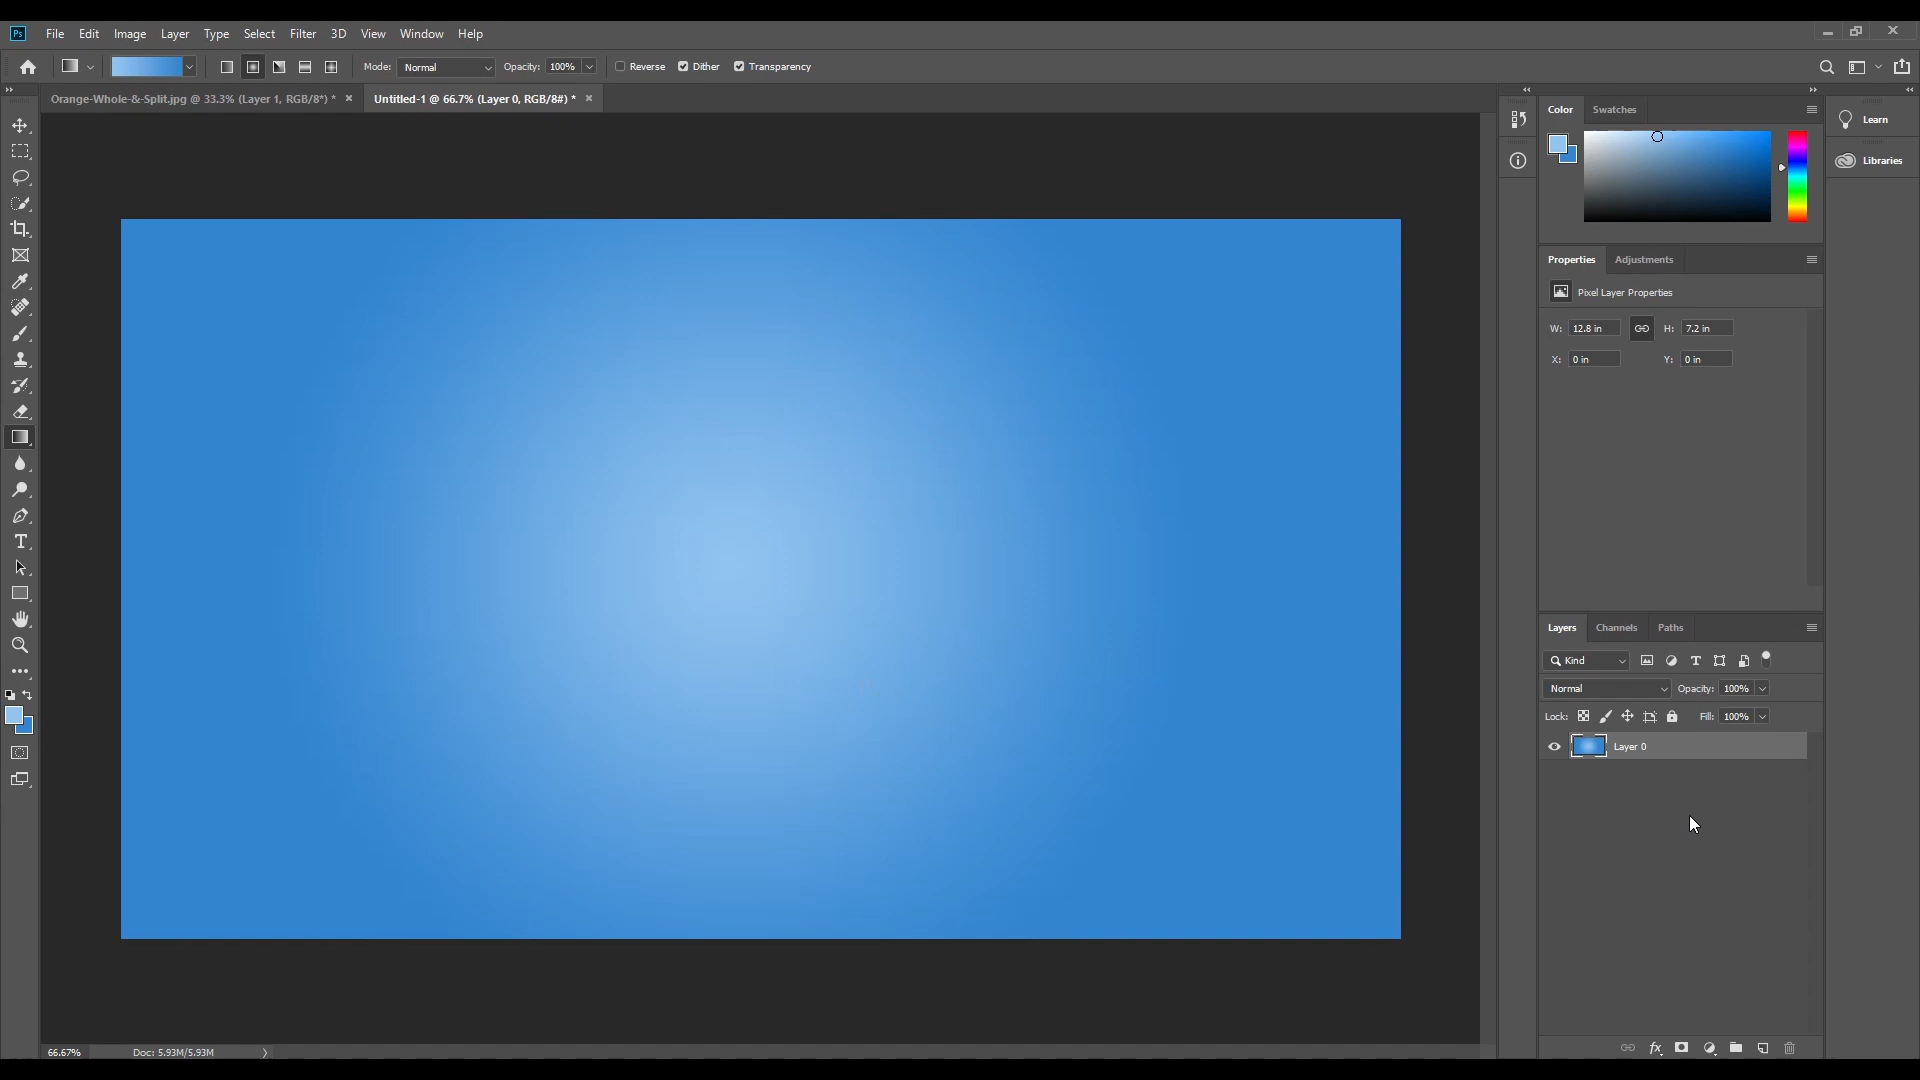 Ps File Edit Image Layer Type Select Filter 3D View Window Help
Mode: Normal Opacity: 100% Reverse Dither Transparency
Orange-Whole-&-Split.jpg @ 33.3% (Layer 1, RGB/8*) * Untitled-1 @ 66.7% (Layer 0, RGB/8#) *
Color Swatches
Learn
Libraries
Properties Adjustments
Pixel Layer Properties
W: 12.8 in H: 7.2 in
X: 0 in Y: 0 in
Layers Channels Paths
Kind
Normal Opacity: 100%
Lock: Fill: 100%
Layer 0
66.67% Doc: 5.93M/5.93M